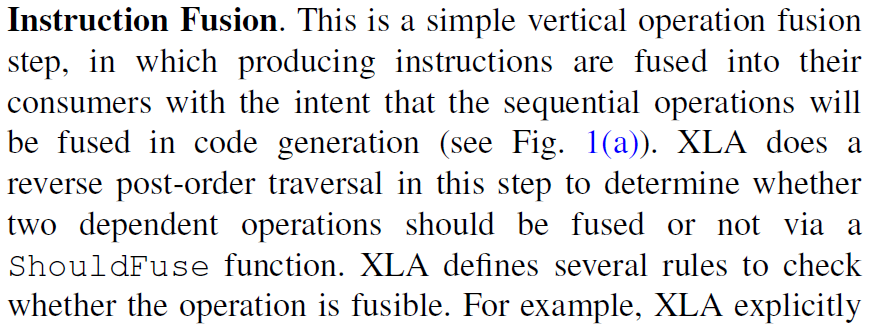 Instruction Fusion. This is a simple vertical operation fusion
step, in which producing instructions are fused into their
consumers with the intent that the sequential operations will
be fused in code generation (see Fig. 1(a)). XLA does a
reverse post-order traversal in this step to determine whether
two dependent operations should be fused or not via a
ShouldFuse function. XLA defines several rules to check
whether the operation is fusible. For example, XLA explicitly